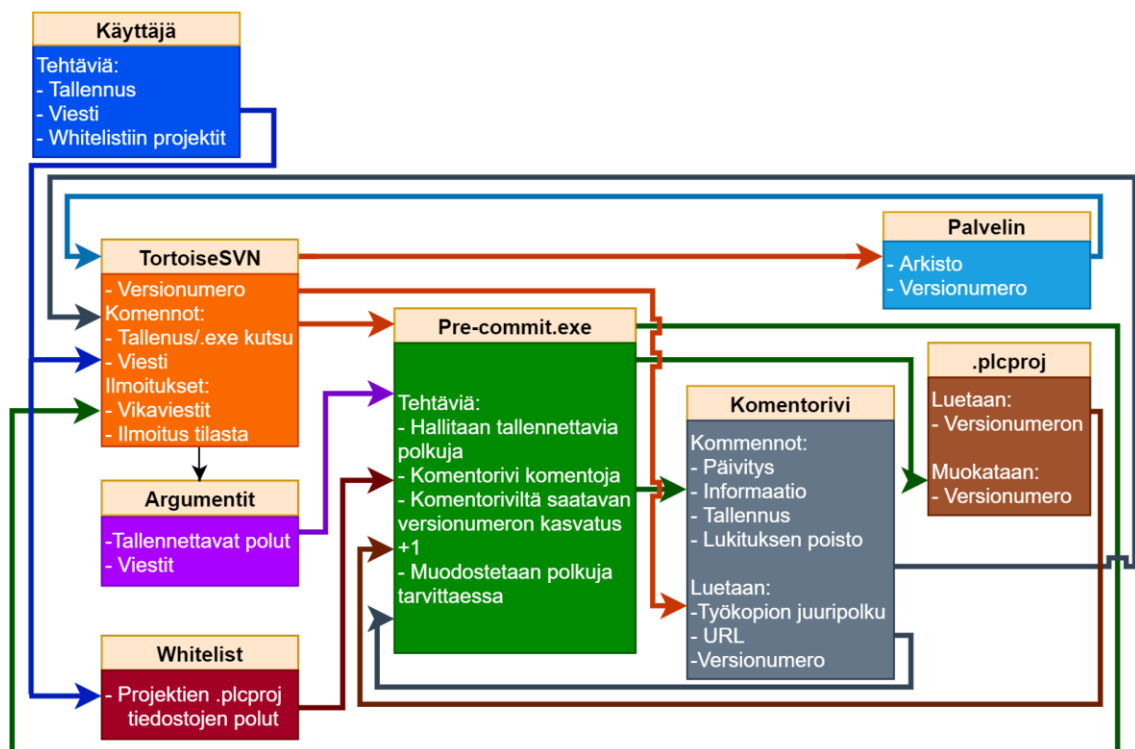 Käyttäjä
Tehtäviä:
- Tallennus
- Viesti
- Whitelistiin projektit
TortoiseSVN
- Versionumero
Komennot:
- Tallenus/.exe kutsu
- Viesti
Ilmoitukset:
- Vikaviestit
- Ilmoitus tilasta
Argumentit
-Tallennettavat polut
- Viestit
Whitelist
- Projektien .plcproj
tiedostojen polut
Pre-commit.exe
Tehtäviä:
- Hallitaan tallennettavia
polkuja
- Komentorivi komentoja
- Komentoriviltä saatavan
versionumeron kasvatus
+1
- Muodostetaan polkuja
tarvittaessa
Palvelin
- Arkisto
- Versionumero
Komentorivi
Kommennot:
- Päivitys
- Informaatio
- Tallennus
- Lukituksen poisto
Luetaan:
-Työkopion juuripolku
- URL
-Versionumero
.plcproj
Luetaan:
- Versionumeron
Muokataan:
- Versionumero